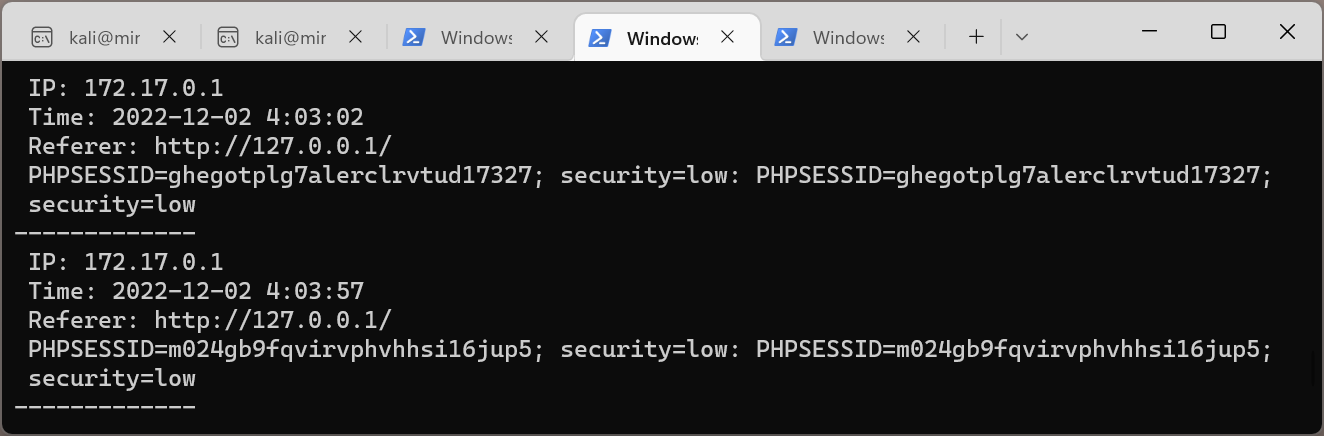 kali@mir kali@mir Windows Windows Windows
IP: 172.17.0.1
Time: 2022-12-02 4:03:02
Referer: http://127.0.0.1/
PHPSESSID=ghegotplg7alerclrvtud17327; security=low: PHPSESSID=ghegotplg7alerclrvtud17327;
security=low
-------------
IP: 172.17.0.1
Time: 2022-12-02 4:03:57
Referer: http://127.0.0.1/
PHPSESSID=m024gb9fqvirvphvhhsi16jup5; security=low: PHPSESSID=m024gb9fqvirvphvhhsi16jup5;
security=low
-------------